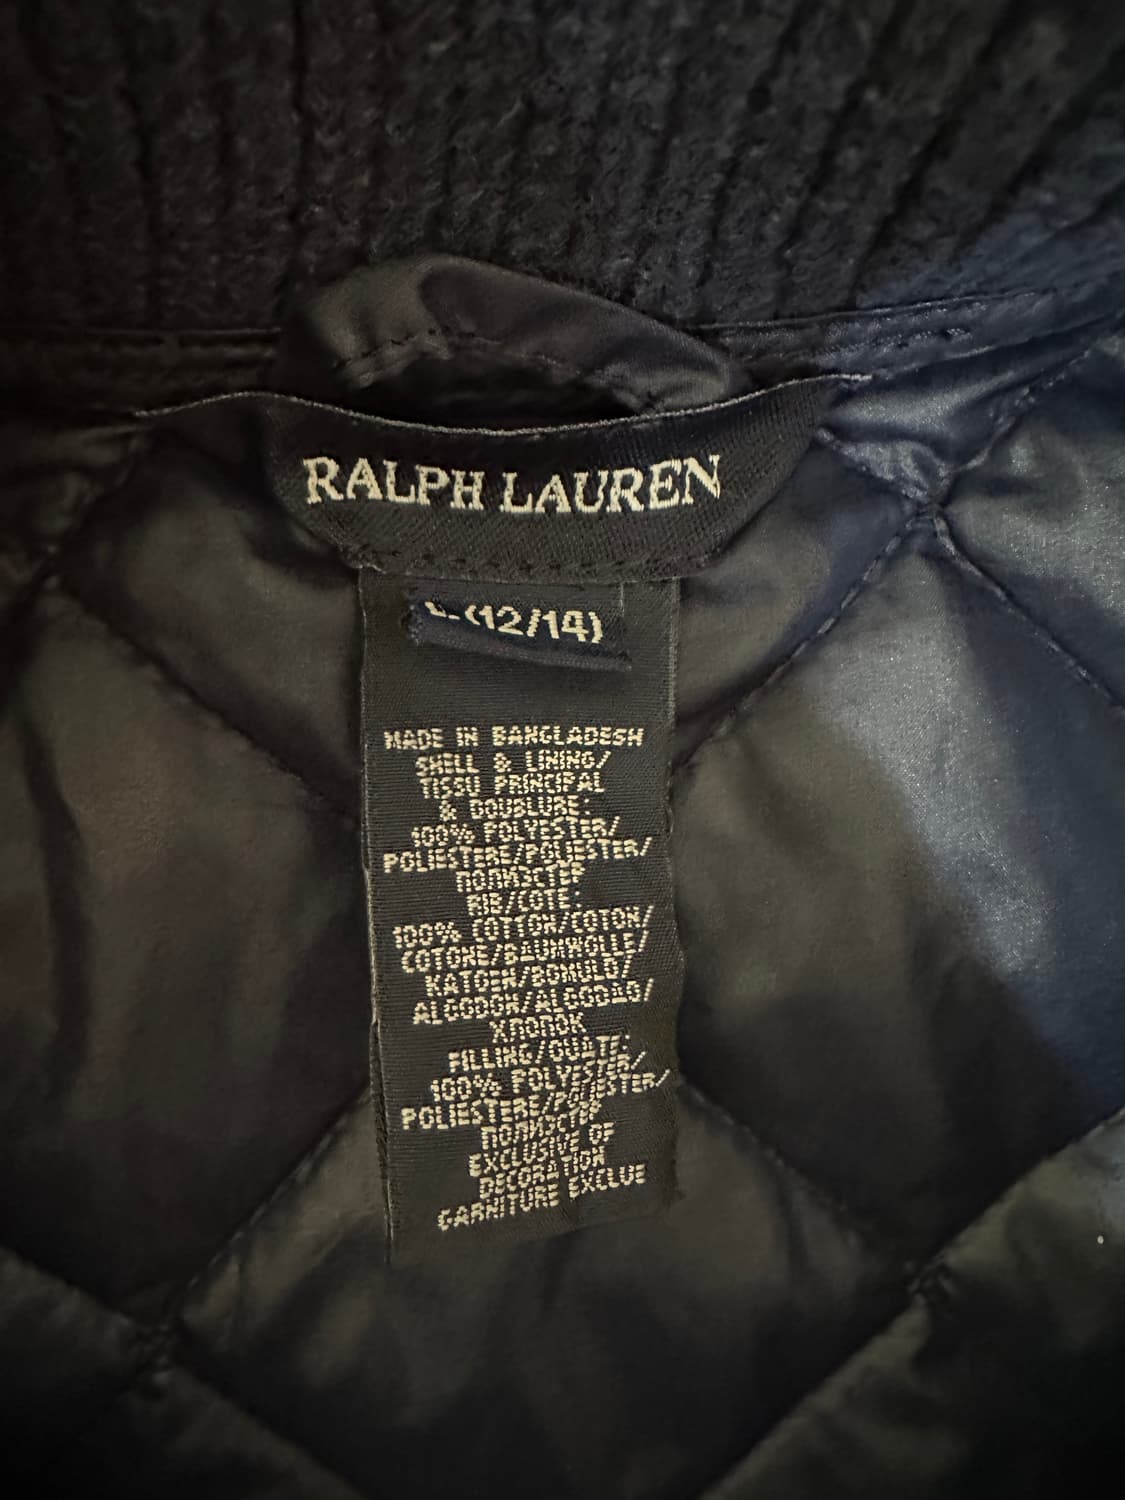 RALPH LAUREN
(12/14)
MADE IN BANGLADESH
SHELL & LINING/
TISSU PRINCIPAL
& DOUBLURE:
100% POLYESTER/
POLIESTERE/POLIESTER/
ПОЛИЭСТЕР
RIB/COTE:
100% COTTON/COTON/
COTONE/BAUMWOLLE/
KATOEN/BOMULD/
ALGODON/ALGODÃO/
ХЛОПОК
FILLING/OUATE:
100% POLYESTER/
POLIESTERE/POLIESTER/
ПОЛИЭСТЕР
EXCLUSIVE OF
DECORATION
GARNITURE EXCLUE